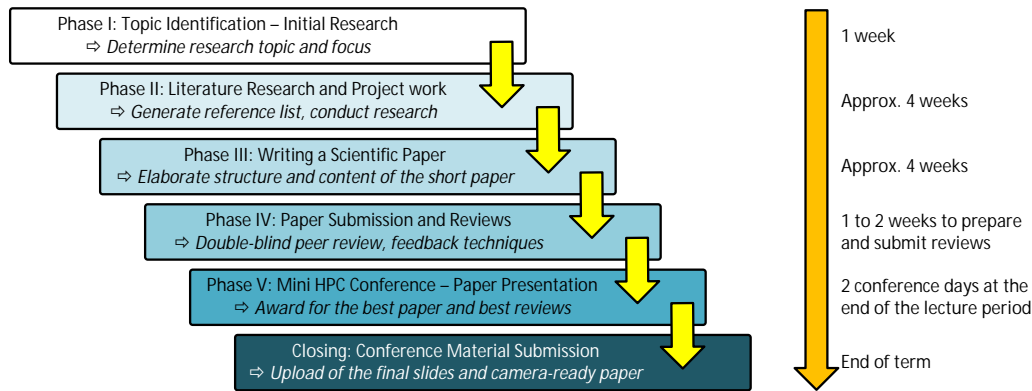 Phase I: Topic Identification – Initial Research
⇨ Determine research topic and focus
1 week
Phase II: Literature Research and Project work
⇨ Generate reference list, conduct research
Approx. 4 weeks
Phase III: Writing a Scientific Paper
⇨ Elaborate structure and content of the short paper
Approx. 4 weeks
Phase IV: Paper Submission and Reviews
⇨ Double-blind peer review, feedback techniques
1 to 2 weeks to prepare
and submit reviews
Phase V: Mini HPC Conference – Paper Presentation
⇨ Award for the best paper and best reviews
2 conference days at the
end of the lecture period
Closing: Conference Material Submission
⇨ Upload of the final slides and camera-ready paper
End of term